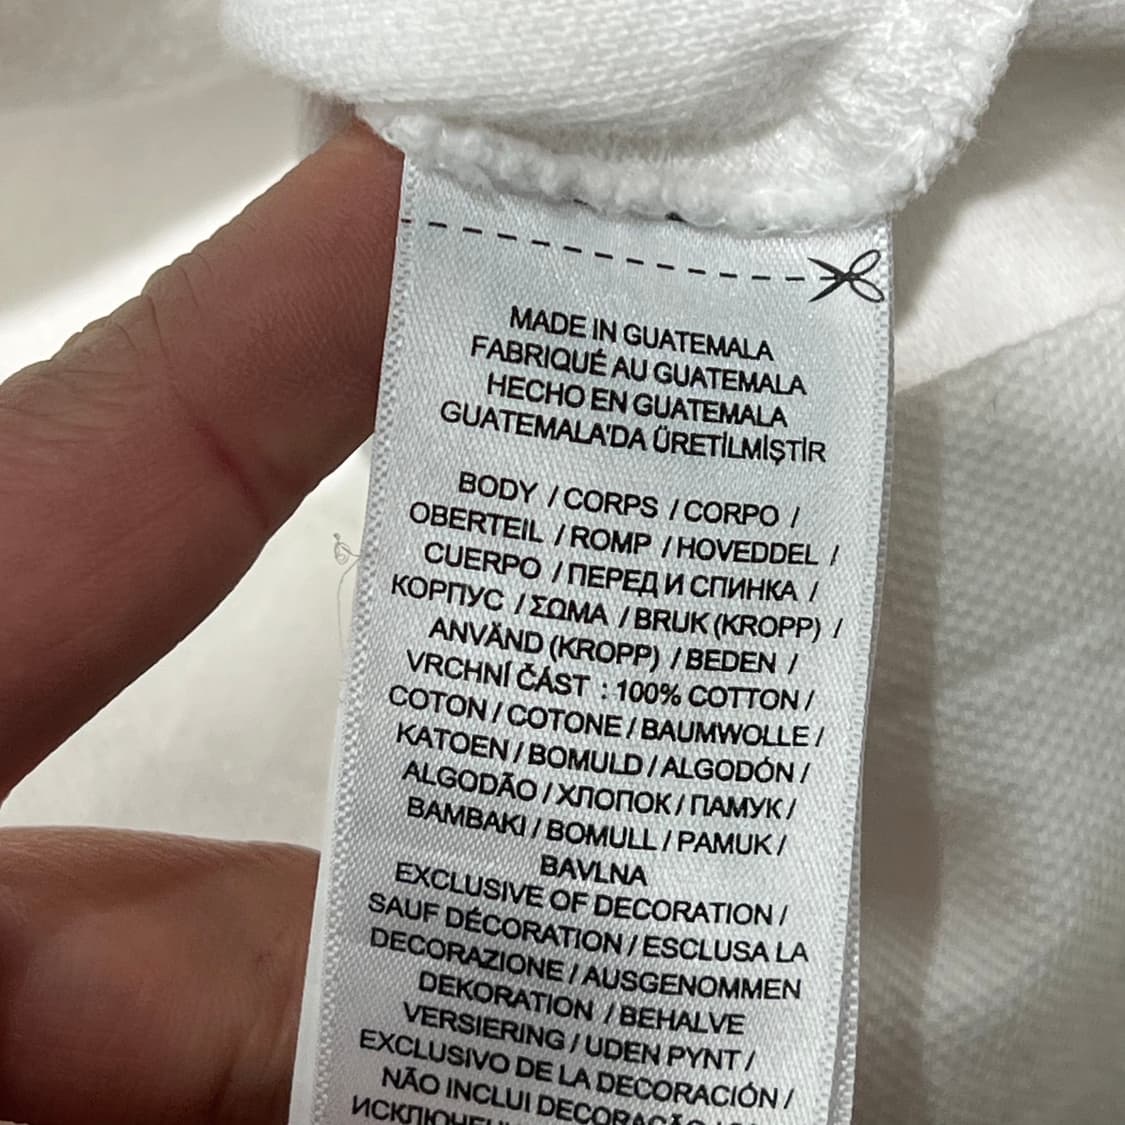 MADE IN GUATEMALA
FABRIQUÉ AU GUATEMALA
HECHO EN GUATEMALA
GUATEMALA'DA ÜRETİLMİŞTİR
BODY / CORPS / CORPO /
OBERTEIL / ROMP / HOVEDDEL /
CUERPO / ПЕРЕД И СПИНКА /
КОРПУС / ΣΩΜΑ / BRUK (KROPP) /
ANVÄND (KROPP) / BEDEN /
VRCHNÍ ČÁST : 100% COTTON /
COTON / COTONE / BAUMWOLLE /
KATOEN / BOMULD / ALGODÓN /
ALGODÃO / ХЛОПОК / ПАМУК /
BAMBAKI / BOMULL / PAMUK /
BAVLNA
EXCLUSIVE OF DECORATION /
SAUF DÉCORATION / ESCLUSA LA
DECORAZIONE / AUSGENOMMEN
DEKORATION / BEHALVE
VERSIERING / UDEN PYNT /
EXCLUSIVO DE LA DECORACIÓN /
NÃO INCLUI